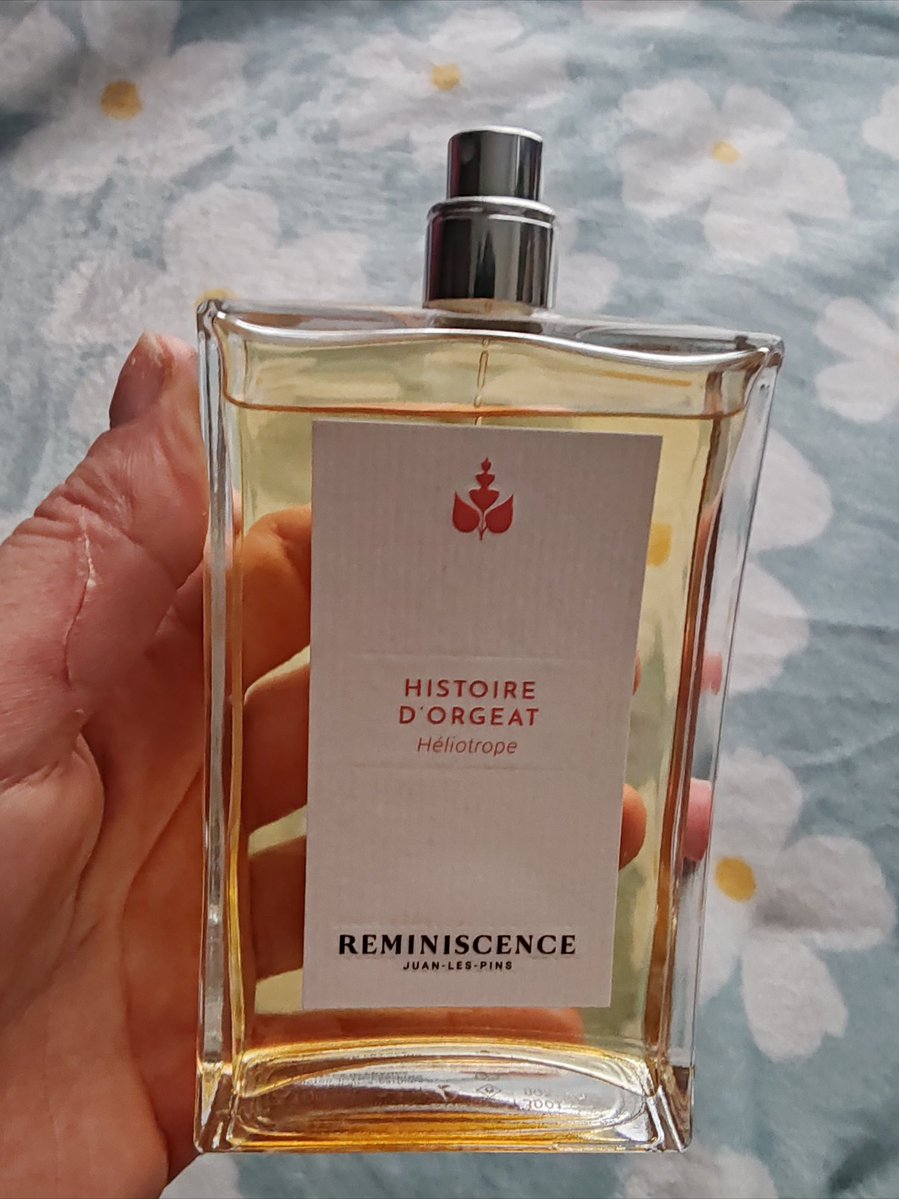 HISTOIRE
D'ORGEAT
Héliotrope
REMINISCENCE
JUAN-LES-PINS